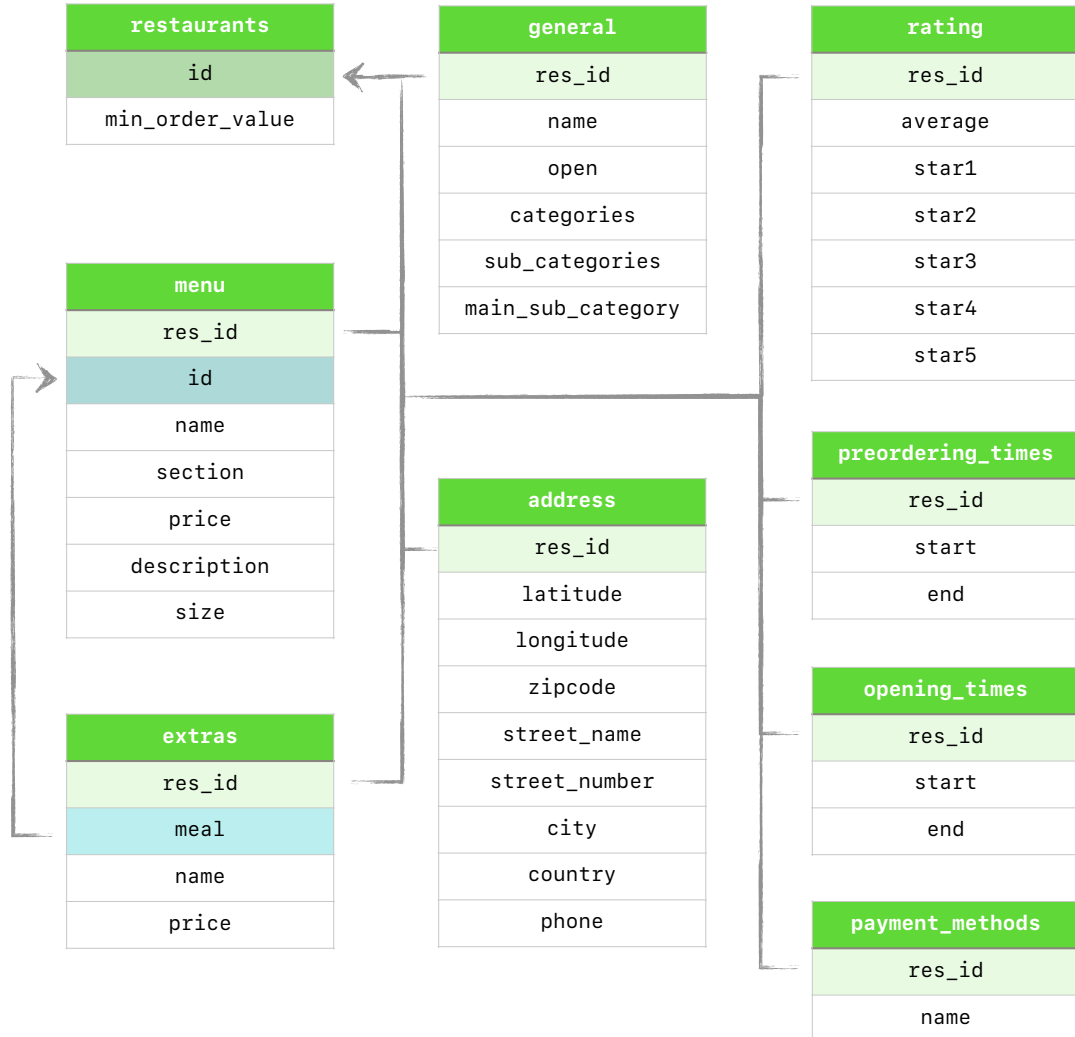 restaurants
id
min_order_value
general
res_id
name
open
categories
sub_categories
main_sub_category
rating
res_id
average
star1
star2
star3
star4
star5
menu
res_id
id
name
section
price
description
size
address
res_id
latitude
longitude
zipcode
street_name
street_number
city
country
phone
preordering_times
res_id
start
end
extras
res_id
meal
name
price
opening_times
res_id
start
end
payment_methods
res_id
name